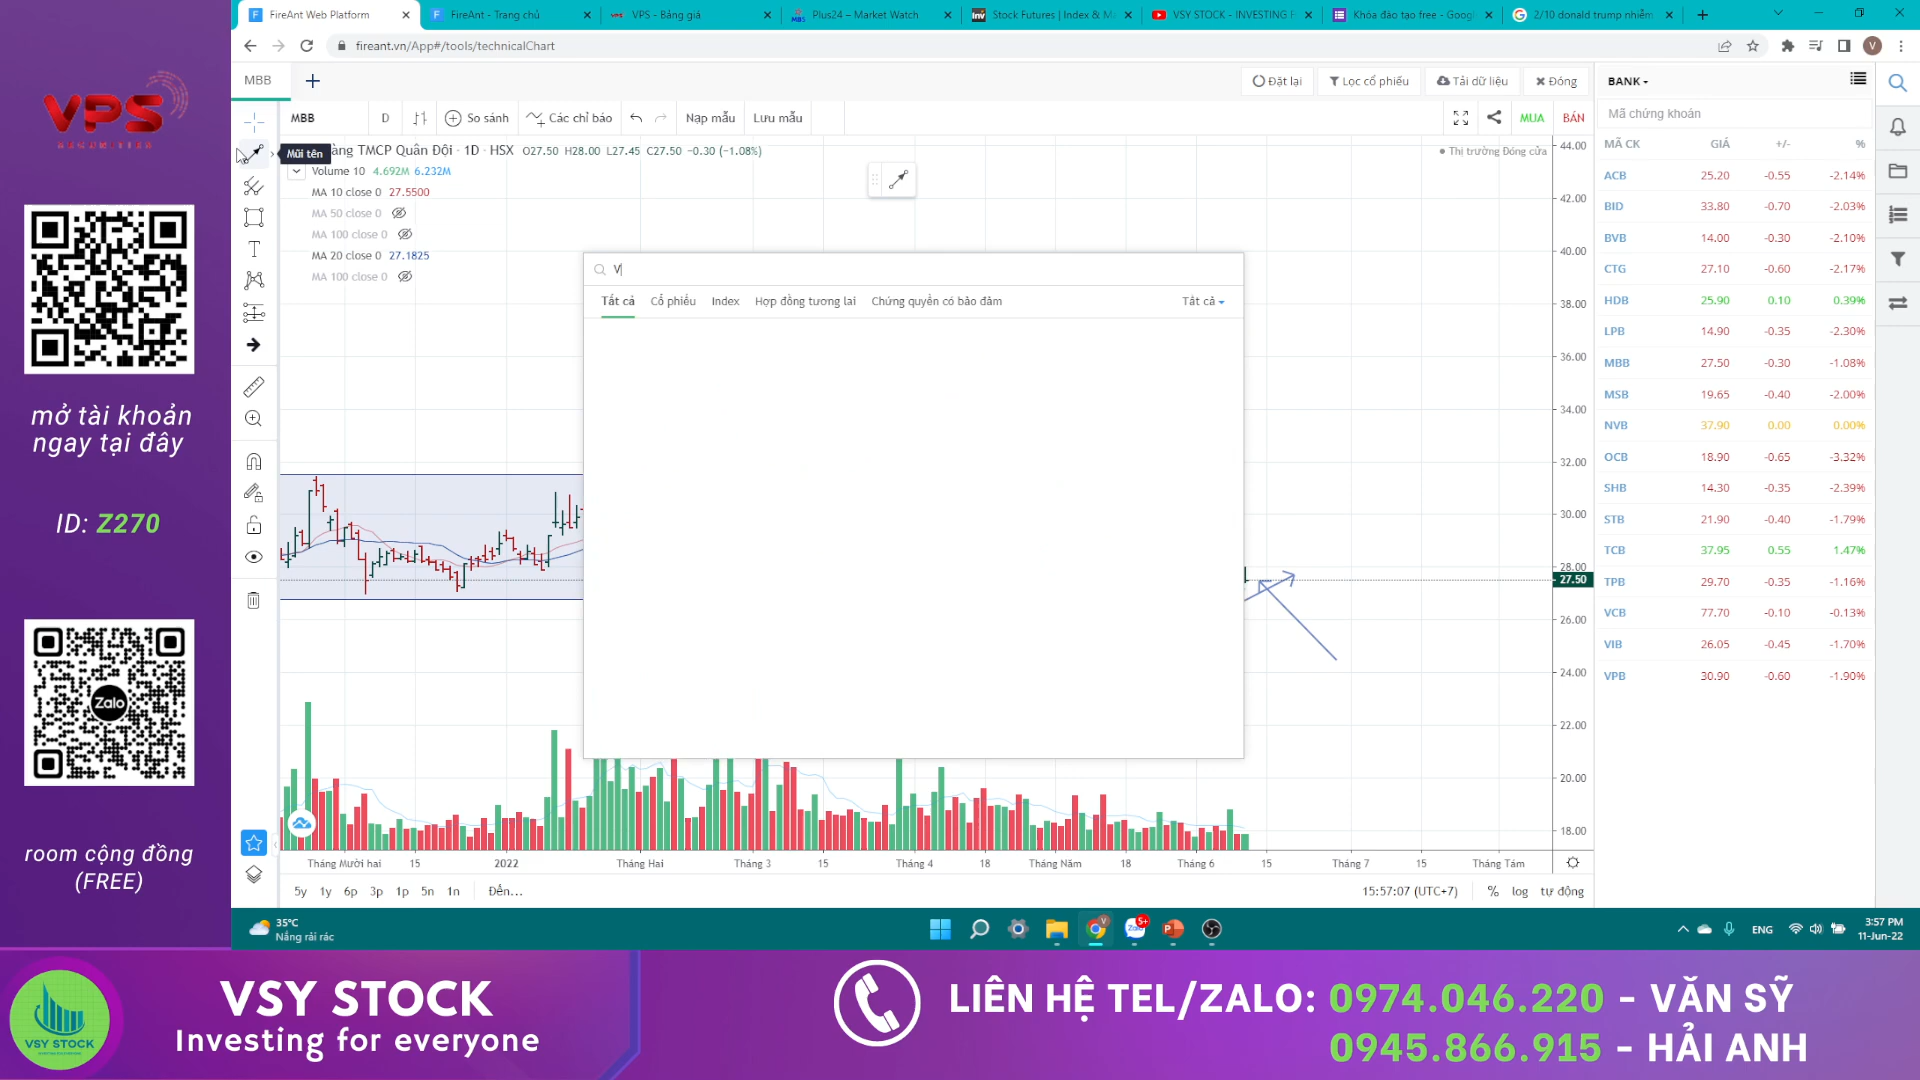 FireAnt Web Platform
FireAnt - Trang chủ
VPS - Bảng giá
Plus24 – Market Watch
Stock Futures | Index & M
VSY STOCK - INVESTING F
Khóa đào tạo free - Goog
2/10 donald trump nhiễm
fireant.vn/App#/tools/technicalChart
MBB
Đặt lại
Lọc cổ phiếu
Tải dữ liệu
Đóng
MBB
D
So sánh
Các chỉ báo
Nạp mẫu
Lưu mẫu
MUA
BÁN
Mũi tên
àng TMCP Quân Đội · 1D · HSX O27.50 H28.00 L27.45 C27.50 −0.30 (−1.08%)
Thị trường Đóng cửa
Volume 10 4.692M 6.232M
MA 10 close 0 27.5500
MA 50 close 0
MA 100 close 0
MA 20 close 0 27.1825
MA 100 close 0
V
Tất cả
Cổ phiếu
Index
Hợp đồng tương lai
Chứng quyền có bảo đảm
Tất cả
44.00
42.00
40.00
38.00
36.00
34.00
32.00
30.00
28.00
27.50
26.00
24.00
22.00
20.00
18.00
Tháng Mười hai
15
2022
Tháng Hai
Tháng 3
15
Tháng 4
18
Tháng Năm
18
Tháng 6
15
Tháng 7
15
Tháng Tám
5y 1y 6p 3p 1p 5n 1n Đến...
15:57:07 (UTC+7) % log tự động
BANK
Mã chứng khoán
MÃ CK GIÁ +/- %
ACB 25.20 -0.55 -2.14%
BID 33.80 -0.70 -2.03%
BVB 14.00 -0.30 -2.10%
CTG 27.10 -0.60 -2.17%
HDB 25.90 0.10 0.39%
LPB 14.90 -0.35 -2.30%
MBB 27.50 -0.30 -1.08%
MSB 19.65 -0.40 -2.00%
NVB 37.90 0.00 0.00%
OCB 18.90 -0.65 -3.32%
SHB 14.30 -0.35 -2.39%
STB 21.90 -0.40 -1.79%
TCB 37.95 0.55 1.47%
TPB 29.70 -0.35 -1.16%
VCB 77.70 -0.10 -0.13%
VIB 26.05 -0.45 -1.70%
VPB 30.90 -0.60 -1.90%
VPS
SECURITIES
mở tài khoản
ngay tại đây
ID: Z270
Zalo
room cộng đồng
(FREE)
35°C
Nắng rải rác
Zalo
5+
ENG
3:57 PM
11-Jun-22
VSY STOCK
VSY STOCK
Investing for everyone
LIÊN HỆ TEL/ZALO: 0974.046.220 - VĂN SỸ
0945.866.915 - HẢI ANH